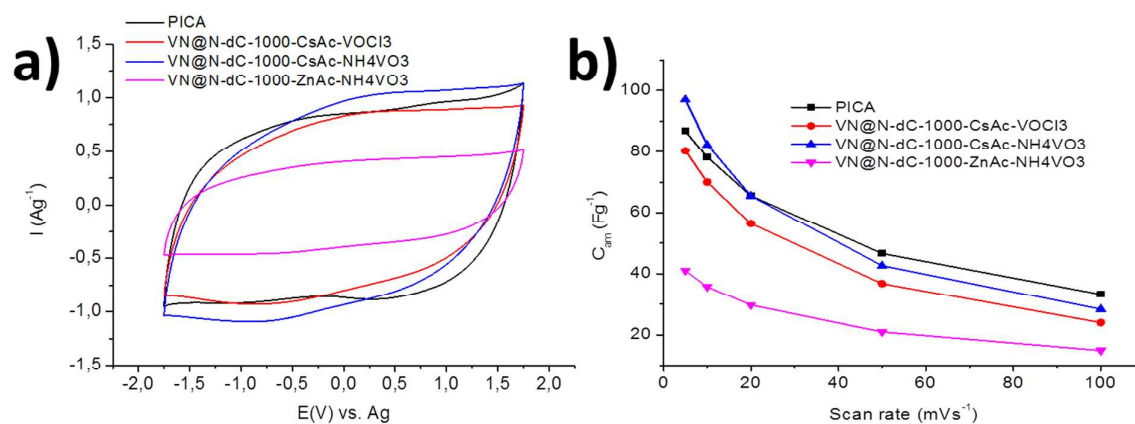 a)
PICA
VN@N-dC-1000-CsAc-VOCl3
VN@N-dC-1000-CsAc-NH4VO3
VN@N-dC-1000-ZnAc-NH4VO3
1,5
1,0
0,5
0,0
-0,5
-1,0
-1,5
I (Ag⁻¹)
-2,0 -1,5 -1,0 -0,5 0,0 0,5 1,0 1,5 2,0
E(V) vs. Ag
b)
PICA
VN@N-dC-1000-CsAc-VOCl3
VN@N-dC-1000-CsAc-NH4VO3
VN@N-dC-1000-ZnAc-NH4VO3
100
80
60
40
20
C_am (Fg⁻¹)
0 20 40 60 80 100
Scan rate (mVs⁻¹)